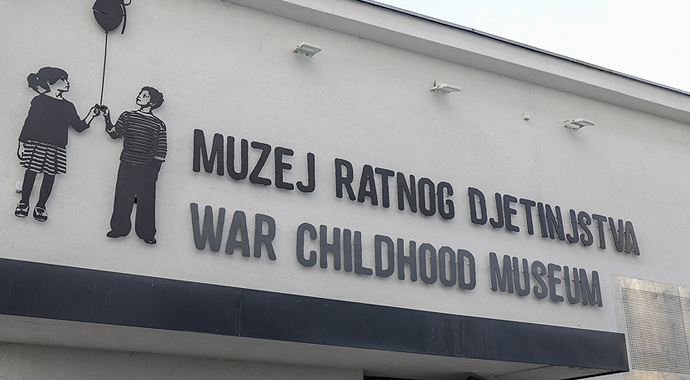 MUZEJ RATNOG DJETINJSTVA
WAR CHILDHOOD MUSEUM